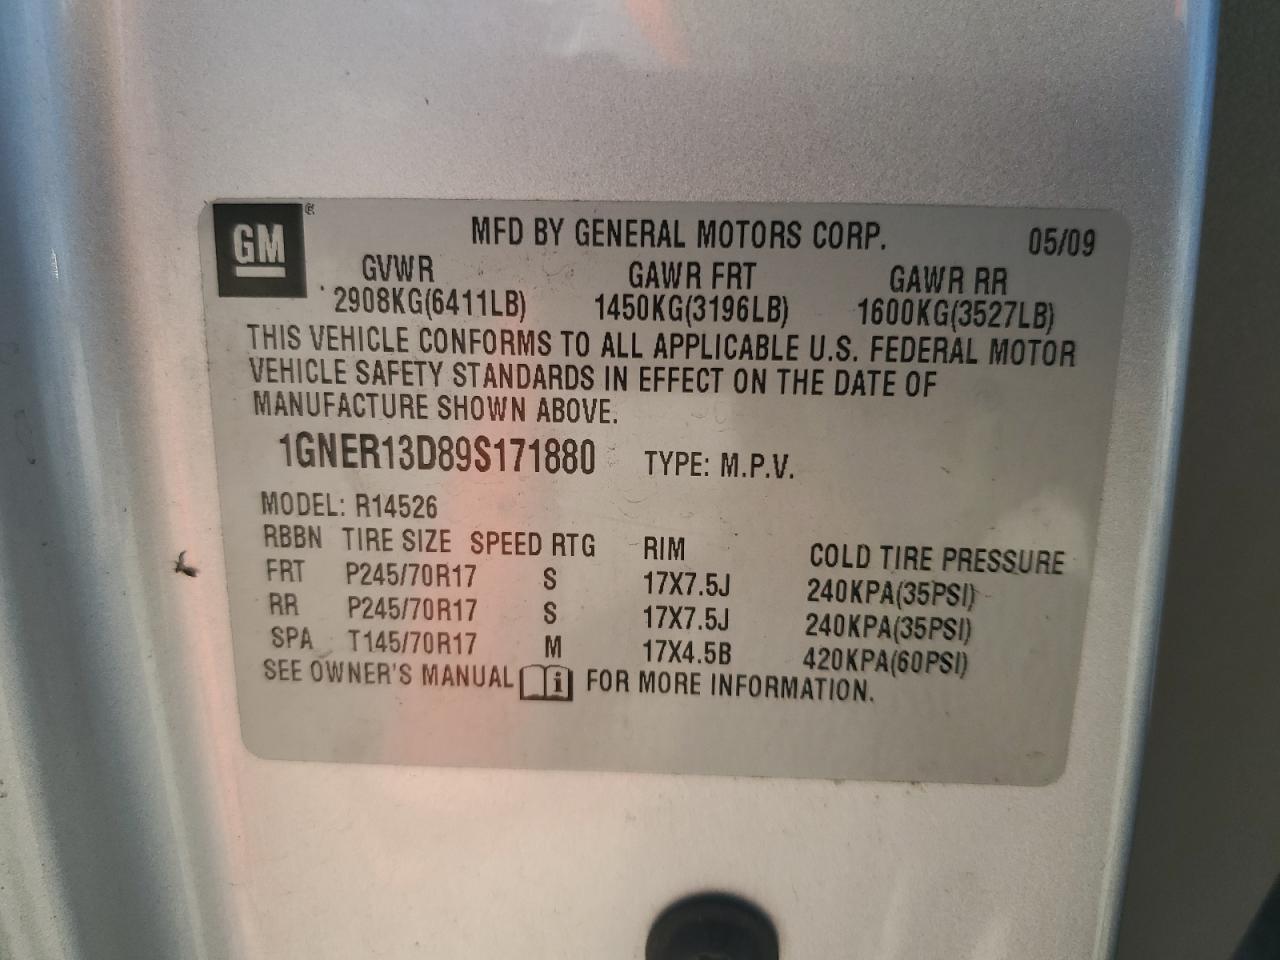 GM
MFD BY GENERAL MOTORS CORP. 05/09
GVWR GAWR FRT GAWR RR
2908KG(6411LB) 1450KG(3196LB) 1600KG(3527LB)
THIS VEHICLE CONFORMS TO ALL APPLICABLE U.S. FEDERAL MOTOR
VEHICLE SAFETY STANDARDS IN EFFECT ON THE DATE OF
MANUFACTURE SHOWN ABOVE.
1GNER13D89S171880 TYPE: M.P.V.
MODEL: R14526
RBBN TIRE SIZE SPEED RTG RIM COLD TIRE PRESSURE
FRT P245/70R17 S 17X7.5J 240KPA(35PSI)
RR P245/70R17 S 17X7.5J 240KPA(35PSI)
SPA T145/70R17 M 17X4.5B 420KPA(60PSI)
SEE OWNER'S MANUAL i FOR MORE INFORMATION.